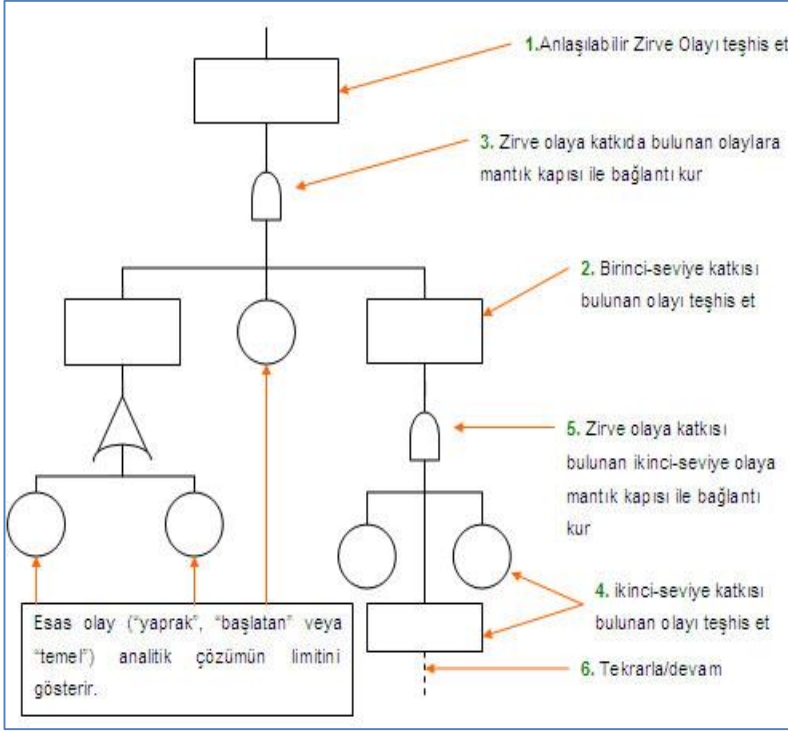 1.Anlaşılabilir Zirve Olayı teşhis et
3. Zirve olaya katkıda bulunan olaylara
mantık kapısı ile bağlantı kur
2. Birinci-seviye katkısı
bulunan olayı teşhis et
5. Zirve olaya katkısı
bulunan ikinci-seviye olaya
mantık kapısı ile bağlantı
kur
4. ikinci-seviye katkısı
bulunan olayı teşhis et
6. Tekrarla/devam
Esas olay ("yaprak", "başlatan" veya
"temel") analitik çözümün limitini
gösterir.